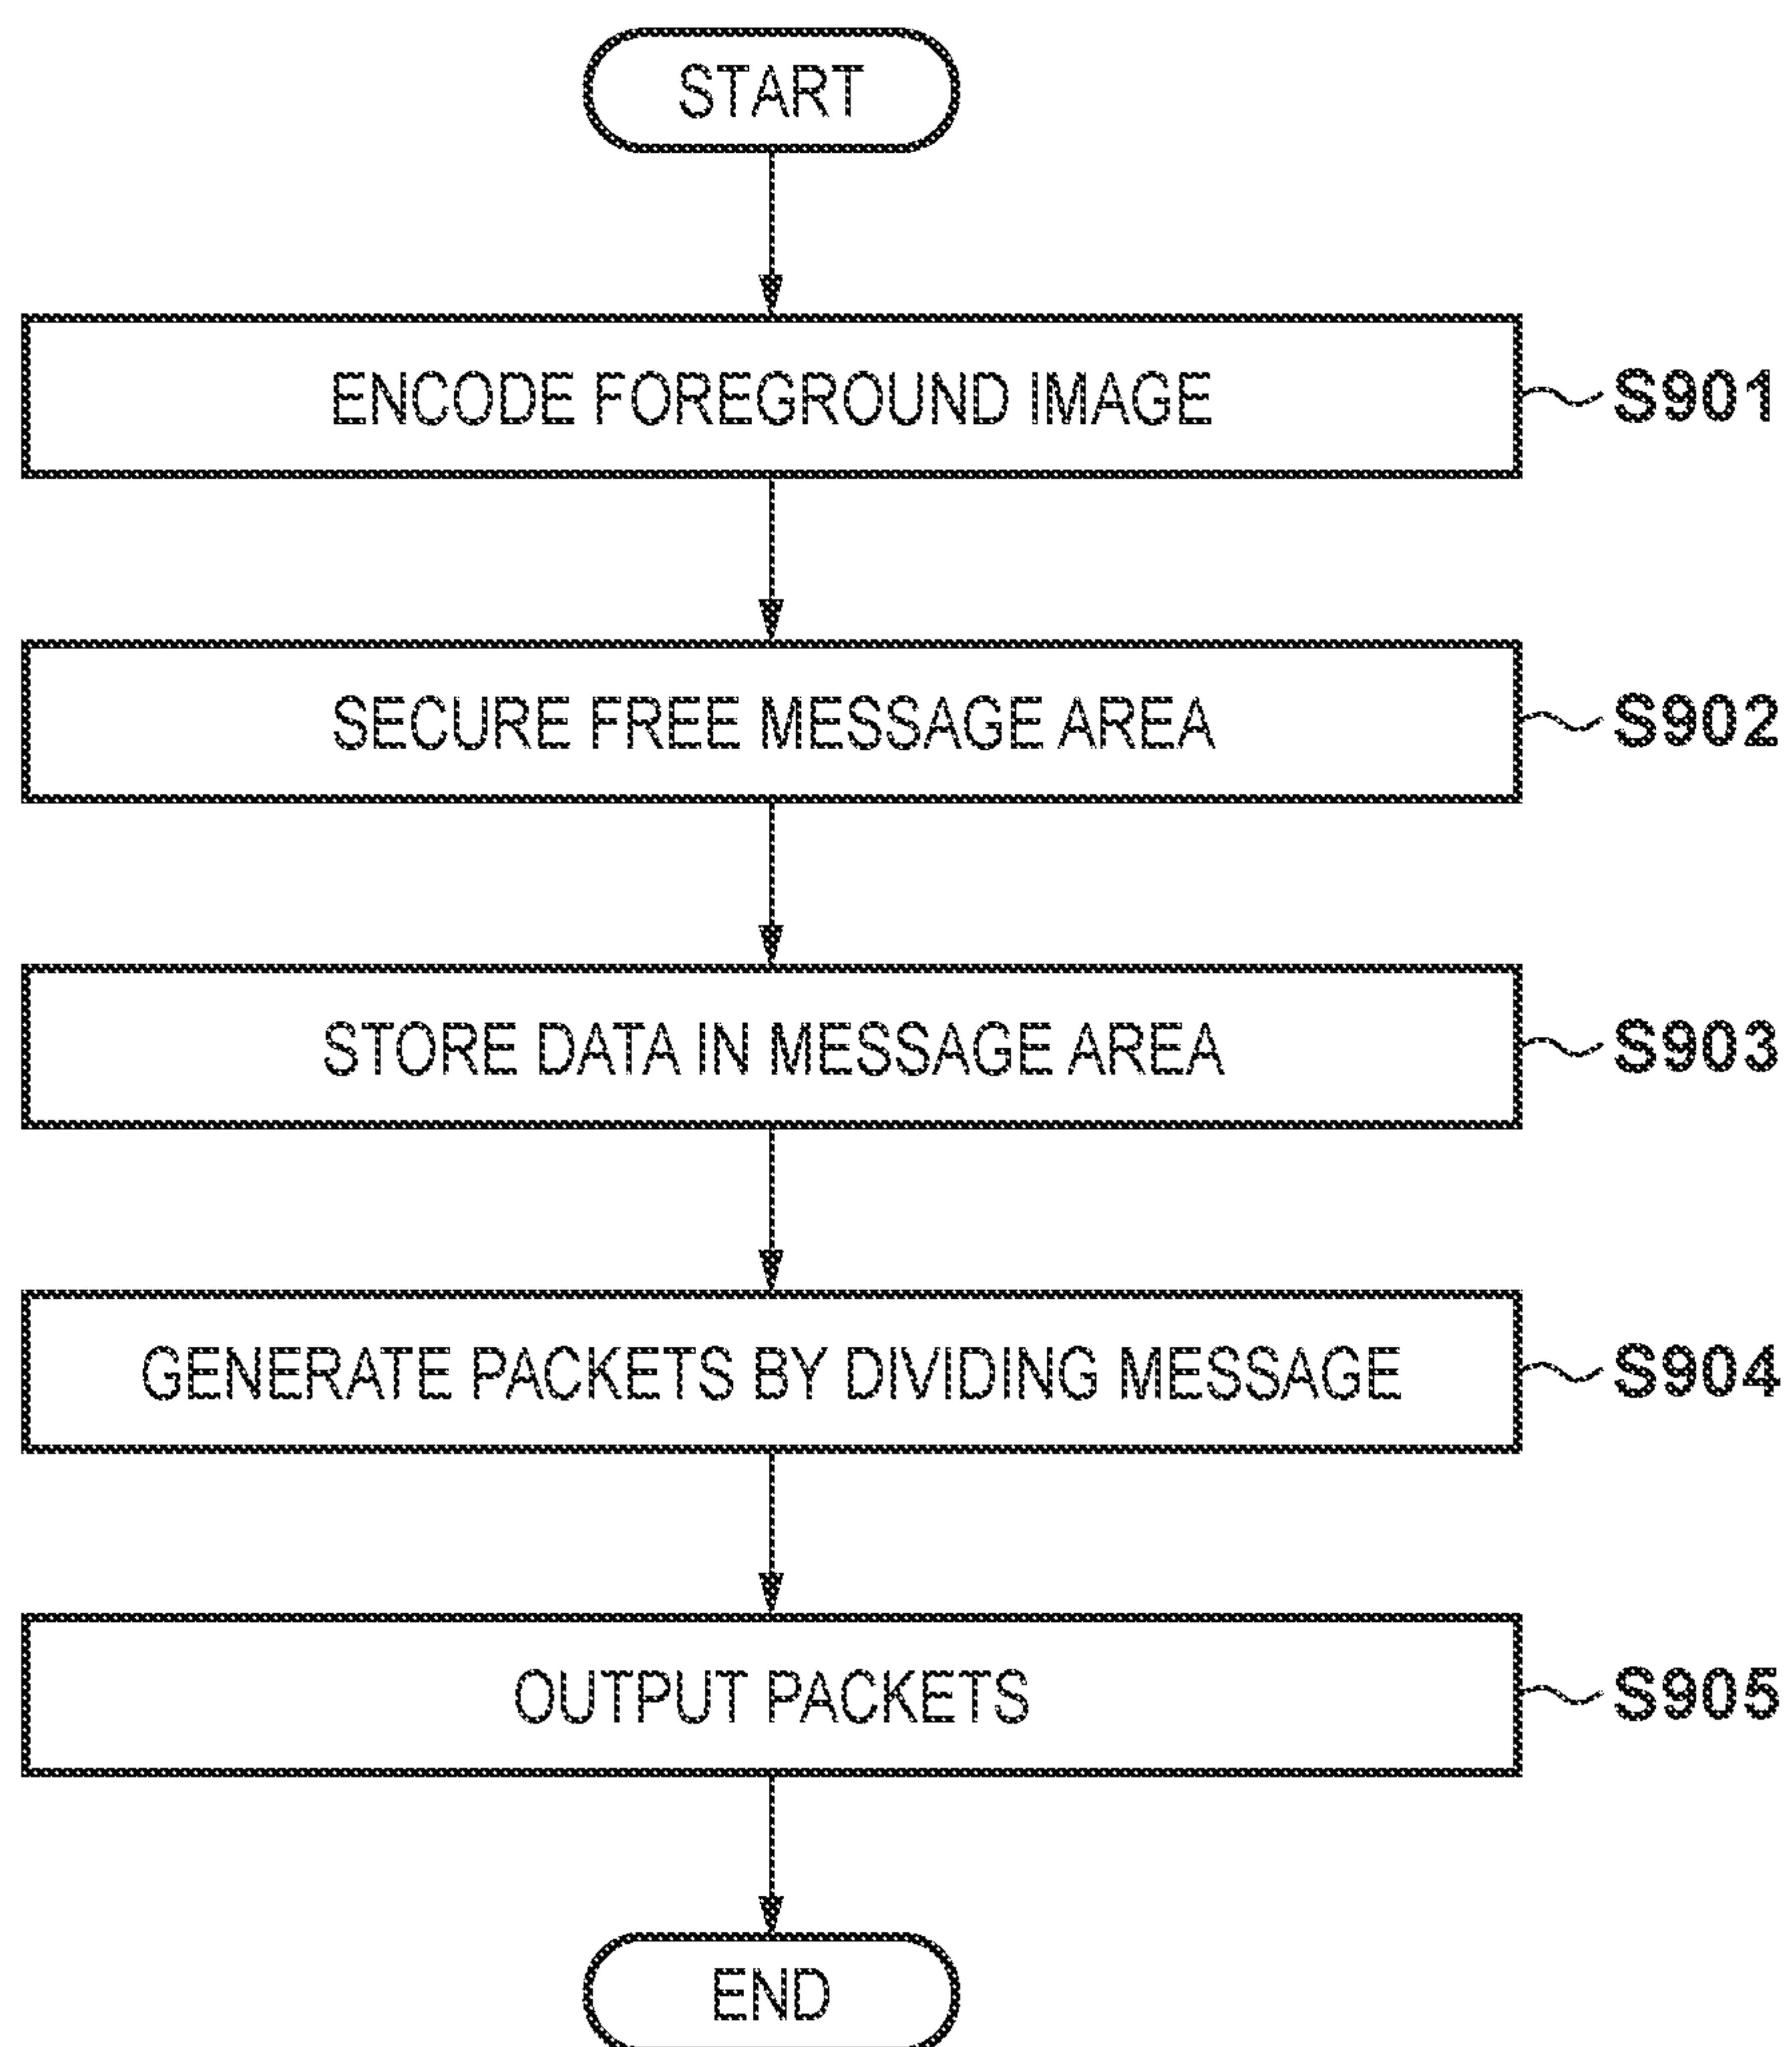 START
ENCODE FOREGROUND IMAGE
S901
SECURE FREE MESSAGE AREA
S902
STORE DATA IN MESSAGE AREA
S903
GENERATE PACKETS BY DIVIDING MESSAGE
S904
OUTPUT PACKETS
S905
END